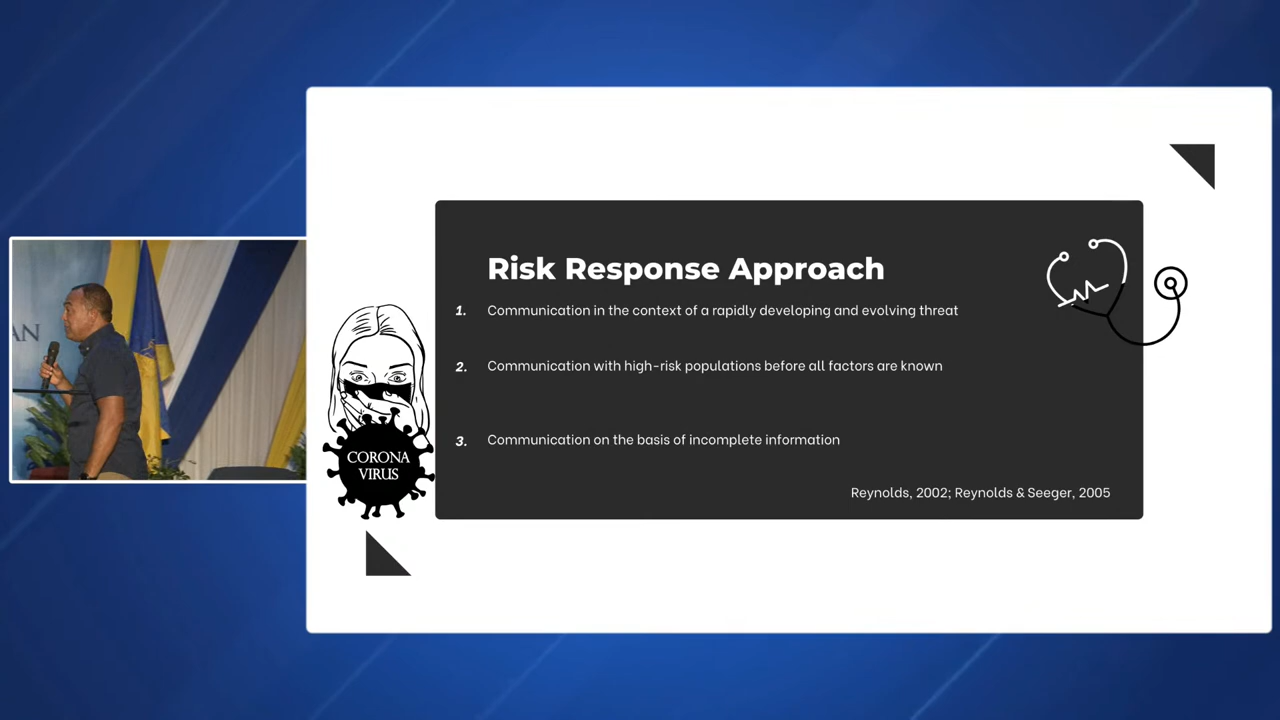 Risk Response Approach
1. Communication in the context of a rapidly developing and evolving threat
2. Communication with high-risk populations before all factors are known
3. Communication on the basis of incomplete information
Reynolds, 2002; Reynolds & Seeger, 2005
CORONA
VIRUS
AN